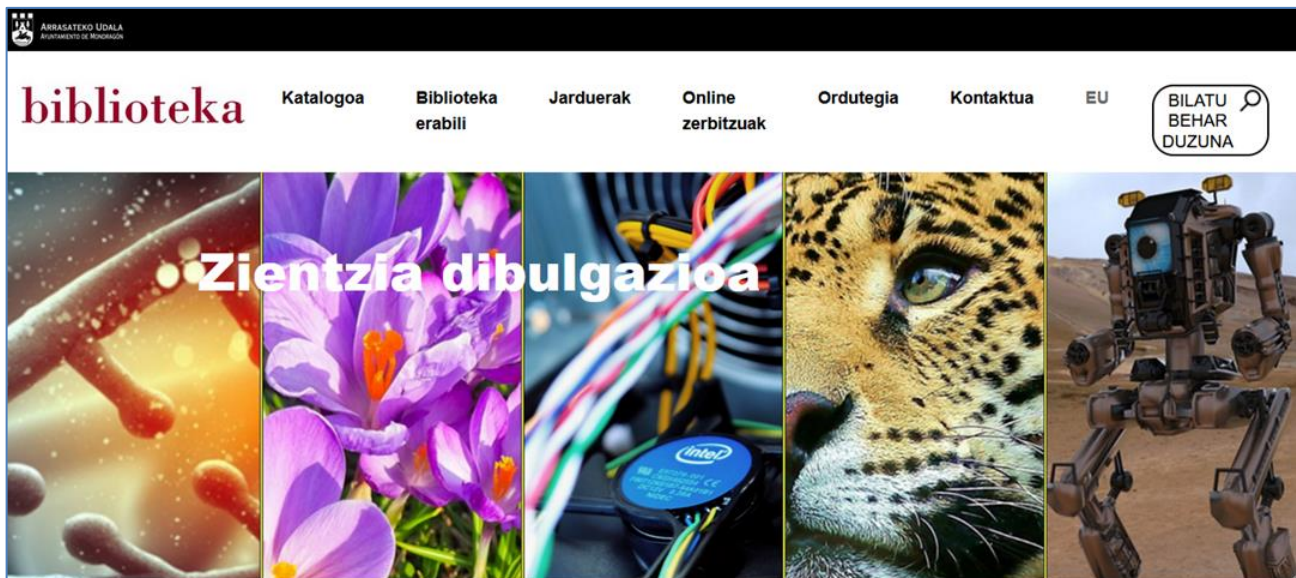 ARRASATEKO UDALA
AYUNTAMIENTO DE MONDRAGÓN
biblioteka
Katalogoa
Biblioteka
erabili
Jarduerak
Online
zerbitzuak
Ordutegia
Kontaktua
EU
BILATU
BEHAR
DUZUNA
Zientzia dibulgazioa
intel